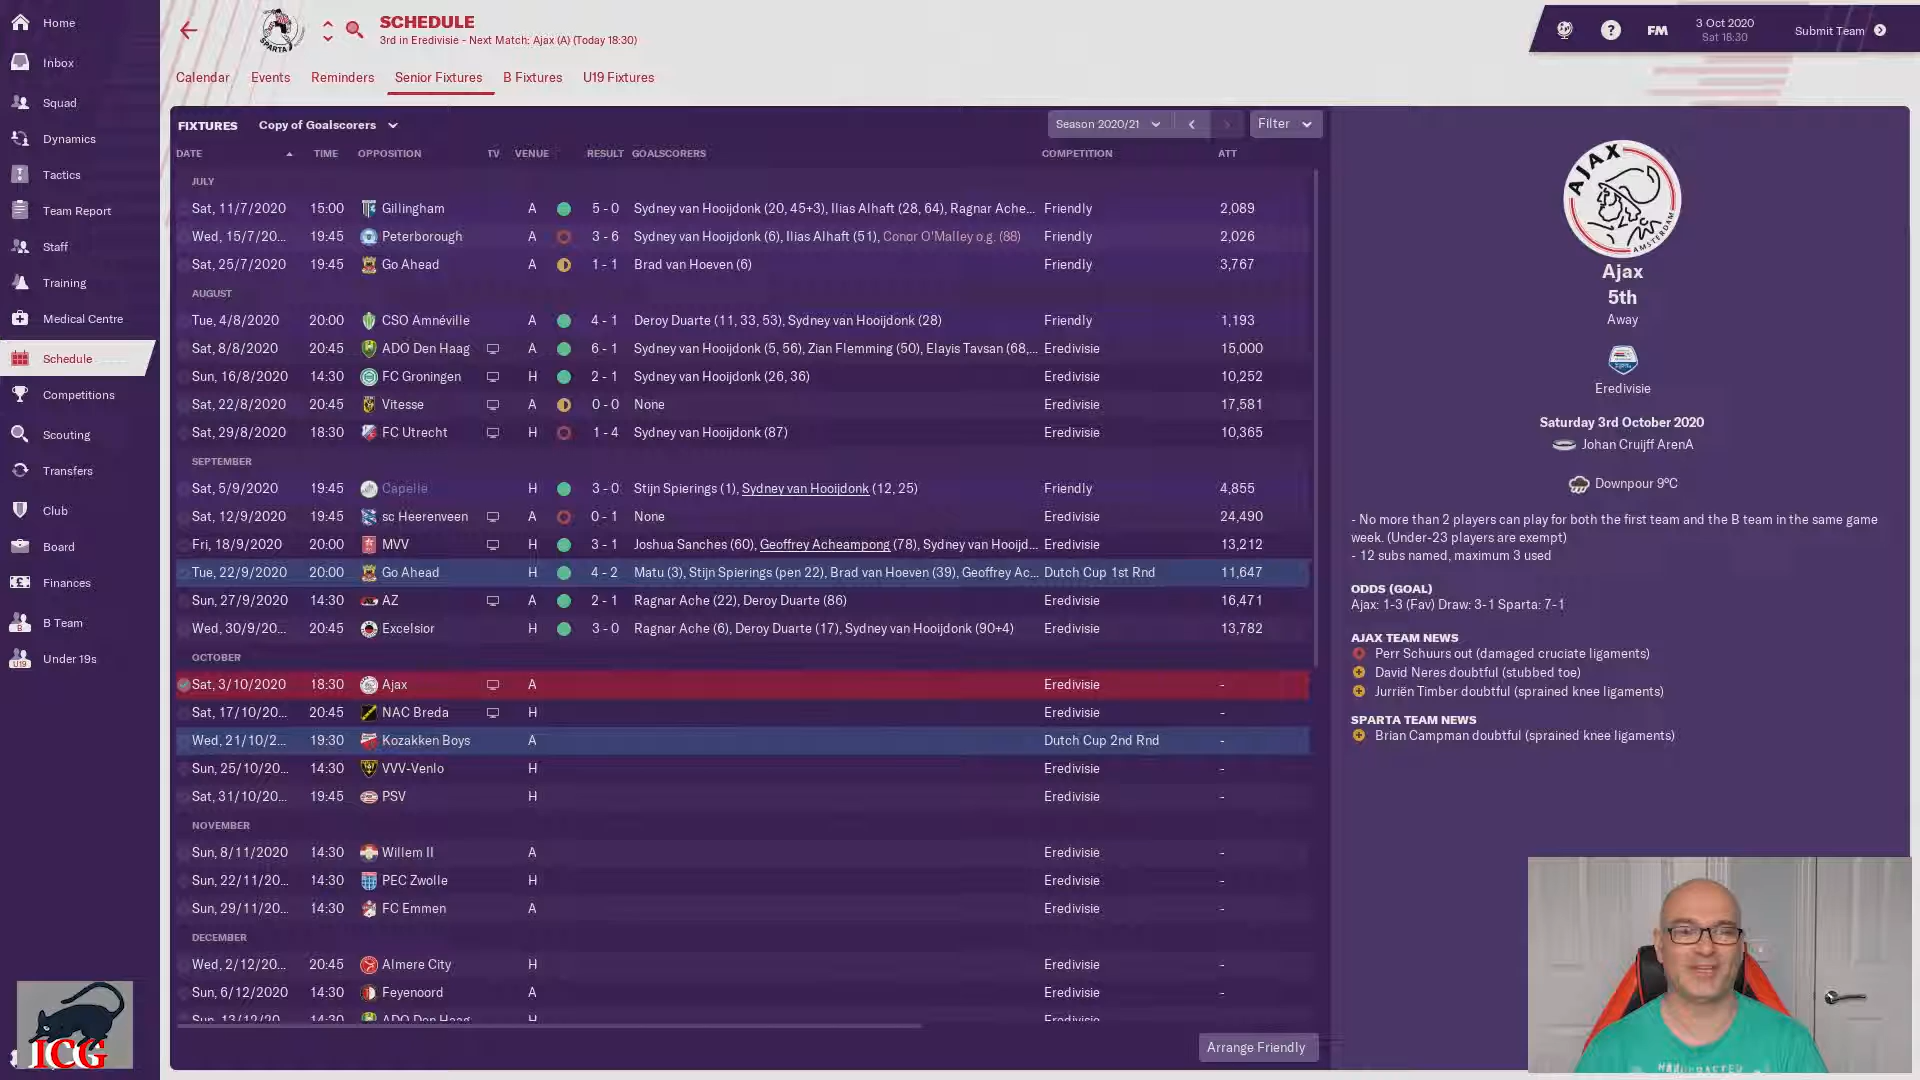 Home
Inbox
Squad
Dynamics
Tactics
Team Report
Staff
Training
Medical Centre
Schedule
Competitions
Scouting
Transfers
Club
Board
Finances
B Team
Under 19s
ICG
SPARTA
SCHEDULE
3rd in Eredivisie - Next Match: Ajax (A) (Today 18:30)
FM
3 Oct 2020
Sat 18:30
Submit Team
Calendar Events Reminders Senior Fixtures B Fixtures U19 Fixtures
FIXTURES Copy of Goalscorers Season 2020/21 Filter
DATE TIME OPPOSITION TV VENUE RESULT GOALSCORERS COMPETITION ATT
JULY
Sat, 11/7/2020 15:00 Gillingham A 5 - 0 Sydney van Hooijdonk (20, 45+3), Ilias Alhaft (28, 64), Ragnar Ache... Friendly 2,089
Wed, 15/7/20... 19:45 Peterborough A 3 - 6 Sydney van Hooijdonk (6), Ilias Alhaft (51), Conor O'Malley o.g. (88) Friendly 2,026
Sat, 25/7/2020 19:45 Go Ahead A 1 - 1 Brad van Hoeven (6) Friendly 3,767
AUGUST
Tue, 4/8/2020 20:00 CSO Amnéville A 4 - 1 Deroy Duarte (11, 33, 53), Sydney van Hooijdonk (28) Friendly 1,193
Sat, 8/8/2020 20:45 ADO Den Haag A 6 - 1 Sydney van Hooijdonk (5, 56), Zian Flemming (50), Elayis Tavsan (68,... Eredivisie 15,000
Sun, 16/8/2020 14:30 FC Groningen H 2 - 1 Sydney van Hooijdonk (26, 36) Eredivisie 10,252
Sat, 22/8/2020 20:45 Vitesse A 0 - 0 None Eredivisie 17,581
Sat, 29/8/2020 18:30 FC Utrecht H 1 - 4 Sydney van Hooijdonk (87) Eredivisie 10,365
SEPTEMBER
Sat, 5/9/2020 19:45 Capelle H 3 - 0 Stijn Spierings (1), Sydney van Hooijdonk (12, 25) Friendly 4,855
Sat, 12/9/2020 19:45 sc Heerenveen A 0 - 1 None Eredivisie 24,490
Fri, 18/9/2020 20:00 MVV H 3 - 1 Joshua Sanches (60), Geoffrey Acheampong (78), Sydney van Hooijd... Eredivisie 13,212
Tue, 22/9/2020 20:00 Go Ahead H 4 - 2 Matu (3), Stijn Spierings (pen 22), Brad van Hoeven (39), Geoffrey Ac... Dutch Cup 1st Rnd 11,647
Sun, 27/9/2020 14:30 AZ A 2 - 1 Ragnar Ache (22), Deroy Duarte (86) Eredivisie 16,471
Wed, 30/9/20... 20:45 Excelsior H 3 - 0 Ragnar Ache (6), Deroy Duarte (17), Sydney van Hooijdonk (90+4) Eredivisie 13,782
OCTOBER
Sat, 3/10/2020 18:30 Ajax A Eredivisie -
Sat, 17/10/20... 20:45 NAC Breda H Eredivisie -
Wed, 21/10/2... 19:30 Kozakken Boys A Dutch Cup 2nd Rnd -
Sun, 25/10/20... 14:30 VVV-Venlo H Eredivisie -
Sat, 31/10/20... 19:45 PSV H Eredivisie -
NOVEMBER
Sun, 8/11/2020 14:30 Willem II A Eredivisie -
Sun, 22/11/20... 14:30 PEC Zwolle H Eredivisie -
Sun, 29/11/20... 14:30 FC Emmen A Eredivisie -
DECEMBER
Wed, 2/12/20... 20:45 Almere City H Eredivisie -
Sun, 6/12/2020 14:30 Feyenoord A Eredivisie -
Sun, 13/12/20... 14:30 ADO Den Haag H Eredivisie
Arrange Friendly
AJAX
AMSTERDAM
Ajax
5th
Away
Eredivisie
Saturday 3rd October 2020
Johan Cruijff ArenA
Downpour 9°C
- No more than 2 players can play for both the first team and the B team in the same game
week. (Under-23 players are exempt)
- 12 subs named, maximum 3 used
ODDS (GOAL)
Ajax: 1-3 (Fav) Draw: 3-1 Sparta: 7-1
AJAX TEAM NEWS
Perr Schuurs out (damaged cruciate ligaments)
David Neres doubtful (stubbed toe)
Jurriën Timber doubtful (sprained knee ligaments)
SPARTA TEAM NEWS
Brian Campman doubtful (sprained knee ligaments)